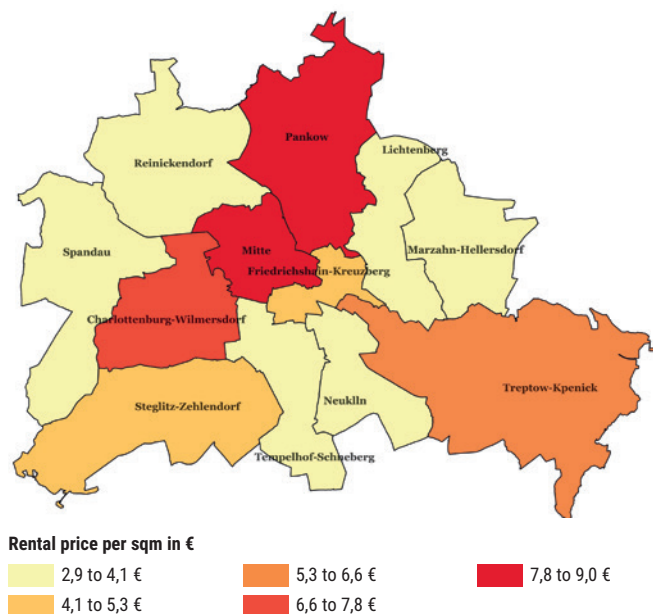 Pankow
Lichtenberg
Reinickendorf
Marzahn-Hellersdorf
Spandau
Mitte
Friedrichshain-Kreuzberg
Charlottenburg-Wilmersdorf
Treptow-Kpenick
Neuklln
Steglitz-Zehlendorf
Tempelhof-Schneberg
Rental price per sqm in €
2,9 to 4,1 €
5,3 to 6,6 €
7,8 to 9,0 €
4,1 to 5,3 €
6,6 to 7,8 €